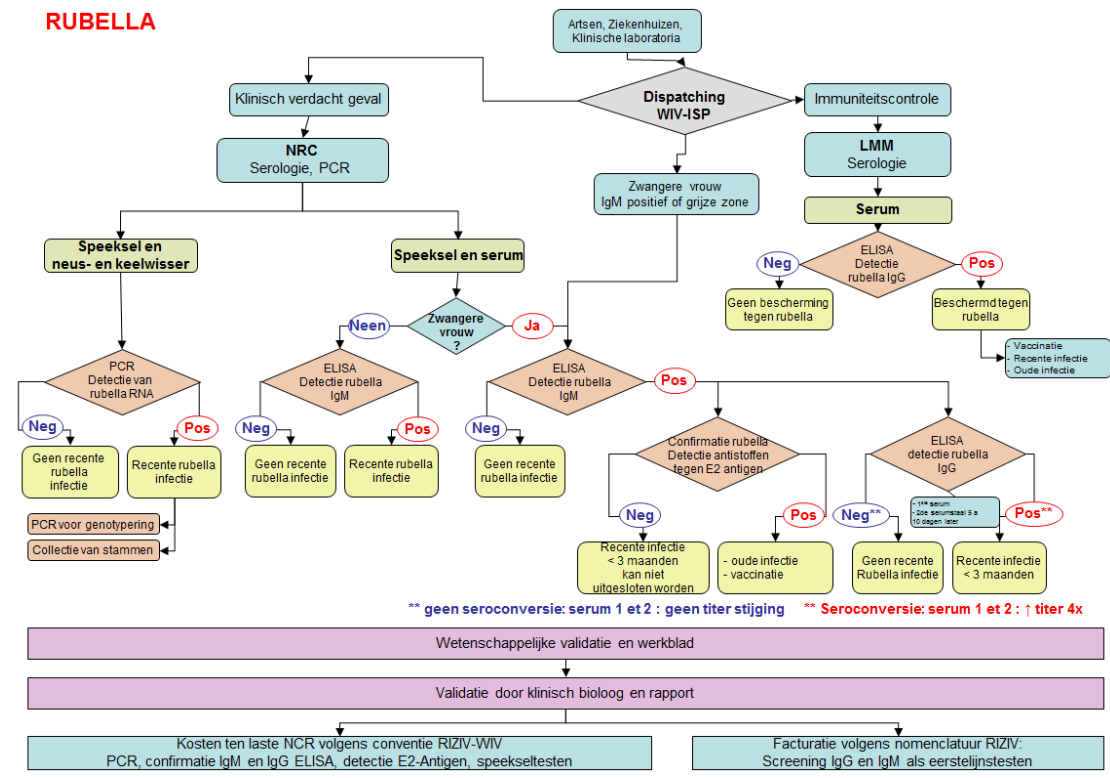 RUBELLA
Artsen, Ziekenhuizen,
Klinische laboratoria
Klinisch verdacht geval
Dispatching
WIV-ISP
Immuniteitscontrole
NRC
Serologie, PCR
LMM
Serologie
Zwangere vrouw
IgM positief of grijze zone
Serum
Speeksel en
neus- en keelwisser
Speeksel en serum
ELISA
Detectie
rubella IgG
Neg
Pos
Geen bescherming
tegen rubella
Beschermd tegen
rubella
- Vaccinatie
- Recente infectie
- Oude infectie
Zwangere
vrouw
?
Neen
Ja
PCR
Detectie van
rubella RNA
ELISA
Detectie rubella
IgM
ELISA
Detectie rubella
IgM
Pos
Neg
Pos
Neg
Pos
Neg
Geen recente
rubella
infectie
Recente rubella
infectie
Geen recente
rubella infectie
Recente rubella
infectie
Geen recente
rubella infectie
Confirmatie rubella
Detectie antistoffen
tegen E2 antigen
ELISA
detectie rubella
IgG
- 1ste serum
- 2de serumstaal 5 a
10 dagen later
PCR voor genotypering
Collectie van stammen
Neg
Pos
Neg**
Pos**
Recente infectie
< 3 maanden
kan niet
uitgesloten worden
- oude infectie
- vaccinatie
Geen recente
Rubella infectie
Recente infectie
< 3 maanden
** geen seroconversie: serum 1 et 2 : geen titer stijging
** Seroconversie: serum 1 et 2 : ↑ titer 4x
Wetenschappelijke validatie en werkblad
Validatie door klinisch bioloog en rapport
Kosten ten laste NCR volgens conventie RIZIV-WIV
PCR, confirmatie IgM en IgG ELISA, detectie E2-Antigen, speekseltesten
Facturatie volgens nomenclatuur RIZIV:
Screening IgG en IgM als eerstelijnstesten